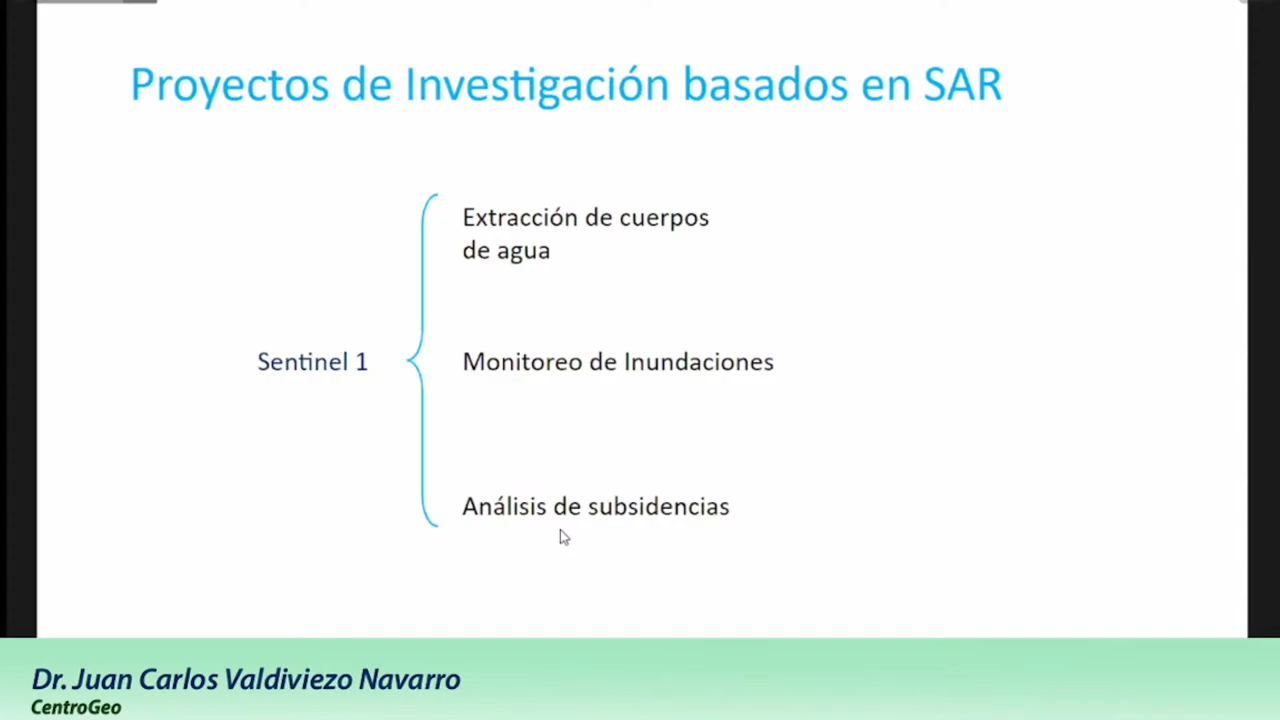 Proyectos de Investigación basados en SAR
Extracción de cuerpos
de agua
Sentinel 1
Monitoreo de Inundaciones
Análisis de subsidencias
Dr. Juan Carlos Valdiviezo Navarro
CentroGeo